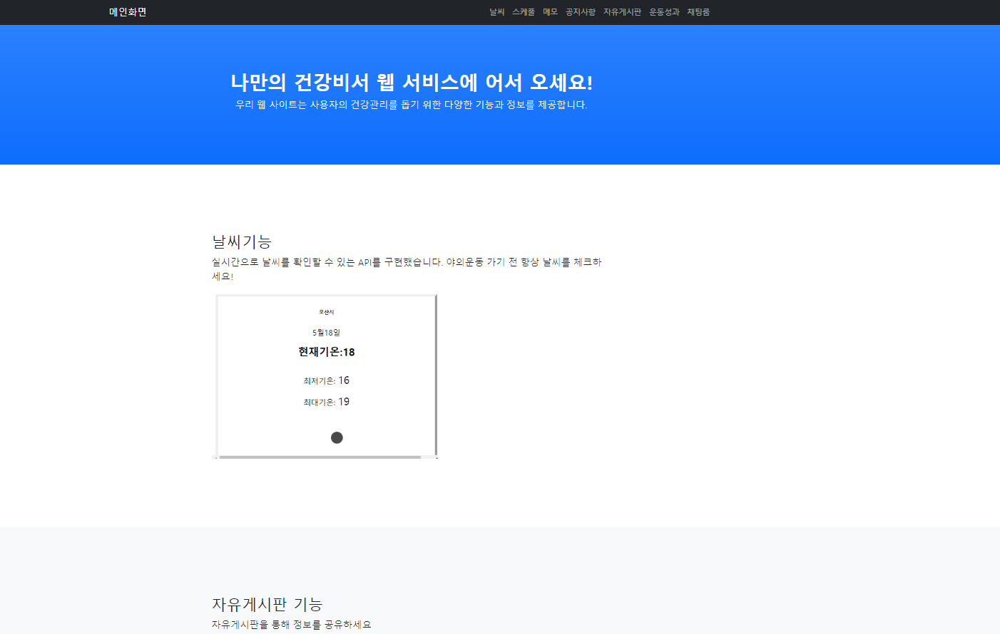 메인화면
날씨 스케줄 메모 공지사항 자유게시판 운동성과 채팅룸
나만의 건강비서 웹 서비스에 어서 오세요!
우리 웹 사이트는 사용자의 건강관리를 돕기 위한 다양한 기능과 정보를 제공합니다.
날씨기능
실시간으로 날씨를 확인할 수 있는 API를 구현했습니다. 야외운동 가기 전 항상 날씨를 체크하
세요!
오산시
5월18일
현재기온:18
최저기온: 16
최대기온: 19
자유게시판 기능
자유게시판을 통해 정보를 공유하세요